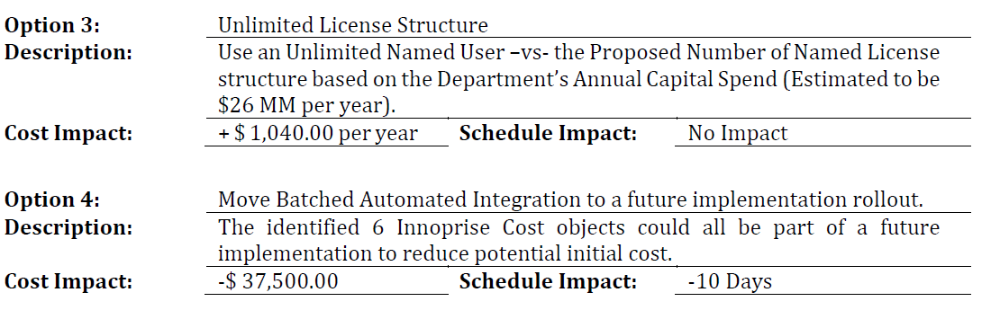 Option 3: Unlimited License Structure
Description: Use an Unlimited Named User –vs- the Proposed Number of Named License
structure based on the Department’s Annual Capital Spend (Estimated to be
$26 MM per year).
Cost Impact: + $ 1,040.00 per year Schedule Impact: No Impact
Option 4: Move Batched Automated Integration to a future implementation rollout.
Description: The identified 6 Innoprise Cost objects could all be part of a future
implementation to reduce potential initial cost.
Cost Impact: -$ 37,500.00 Schedule Impact: -10 Days